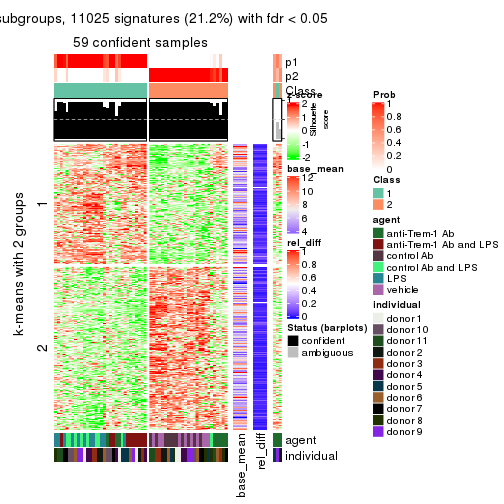 subgroups, 11025 signatures (21.2%) with fdr < 0.05
59 confident samples
p1
p2
Class
z-score
2
1
0
-1
-2
Silhouette
score
base_mean
12
10
8
6
4
rel_diff
1
0.8
0.6
0.4
0.2
0
Status (barplots)
confident
ambiguous
Prob
1
0.8
0.6
0.4
0.2
0
Class
1
2
agent
anti-Trem-1 Ab
anti-Trem-1 Ab and LPS
control Ab
control Ab and LPS
LPS
vehicle
individual
donor 1
donor 10
donor 11
donor 2
donor 3
donor 4
donor 5
donor 6
donor 7
donor 8
donor 9
k-means with 2 groups
1
2
agent
individual
base_mean
rel_diff